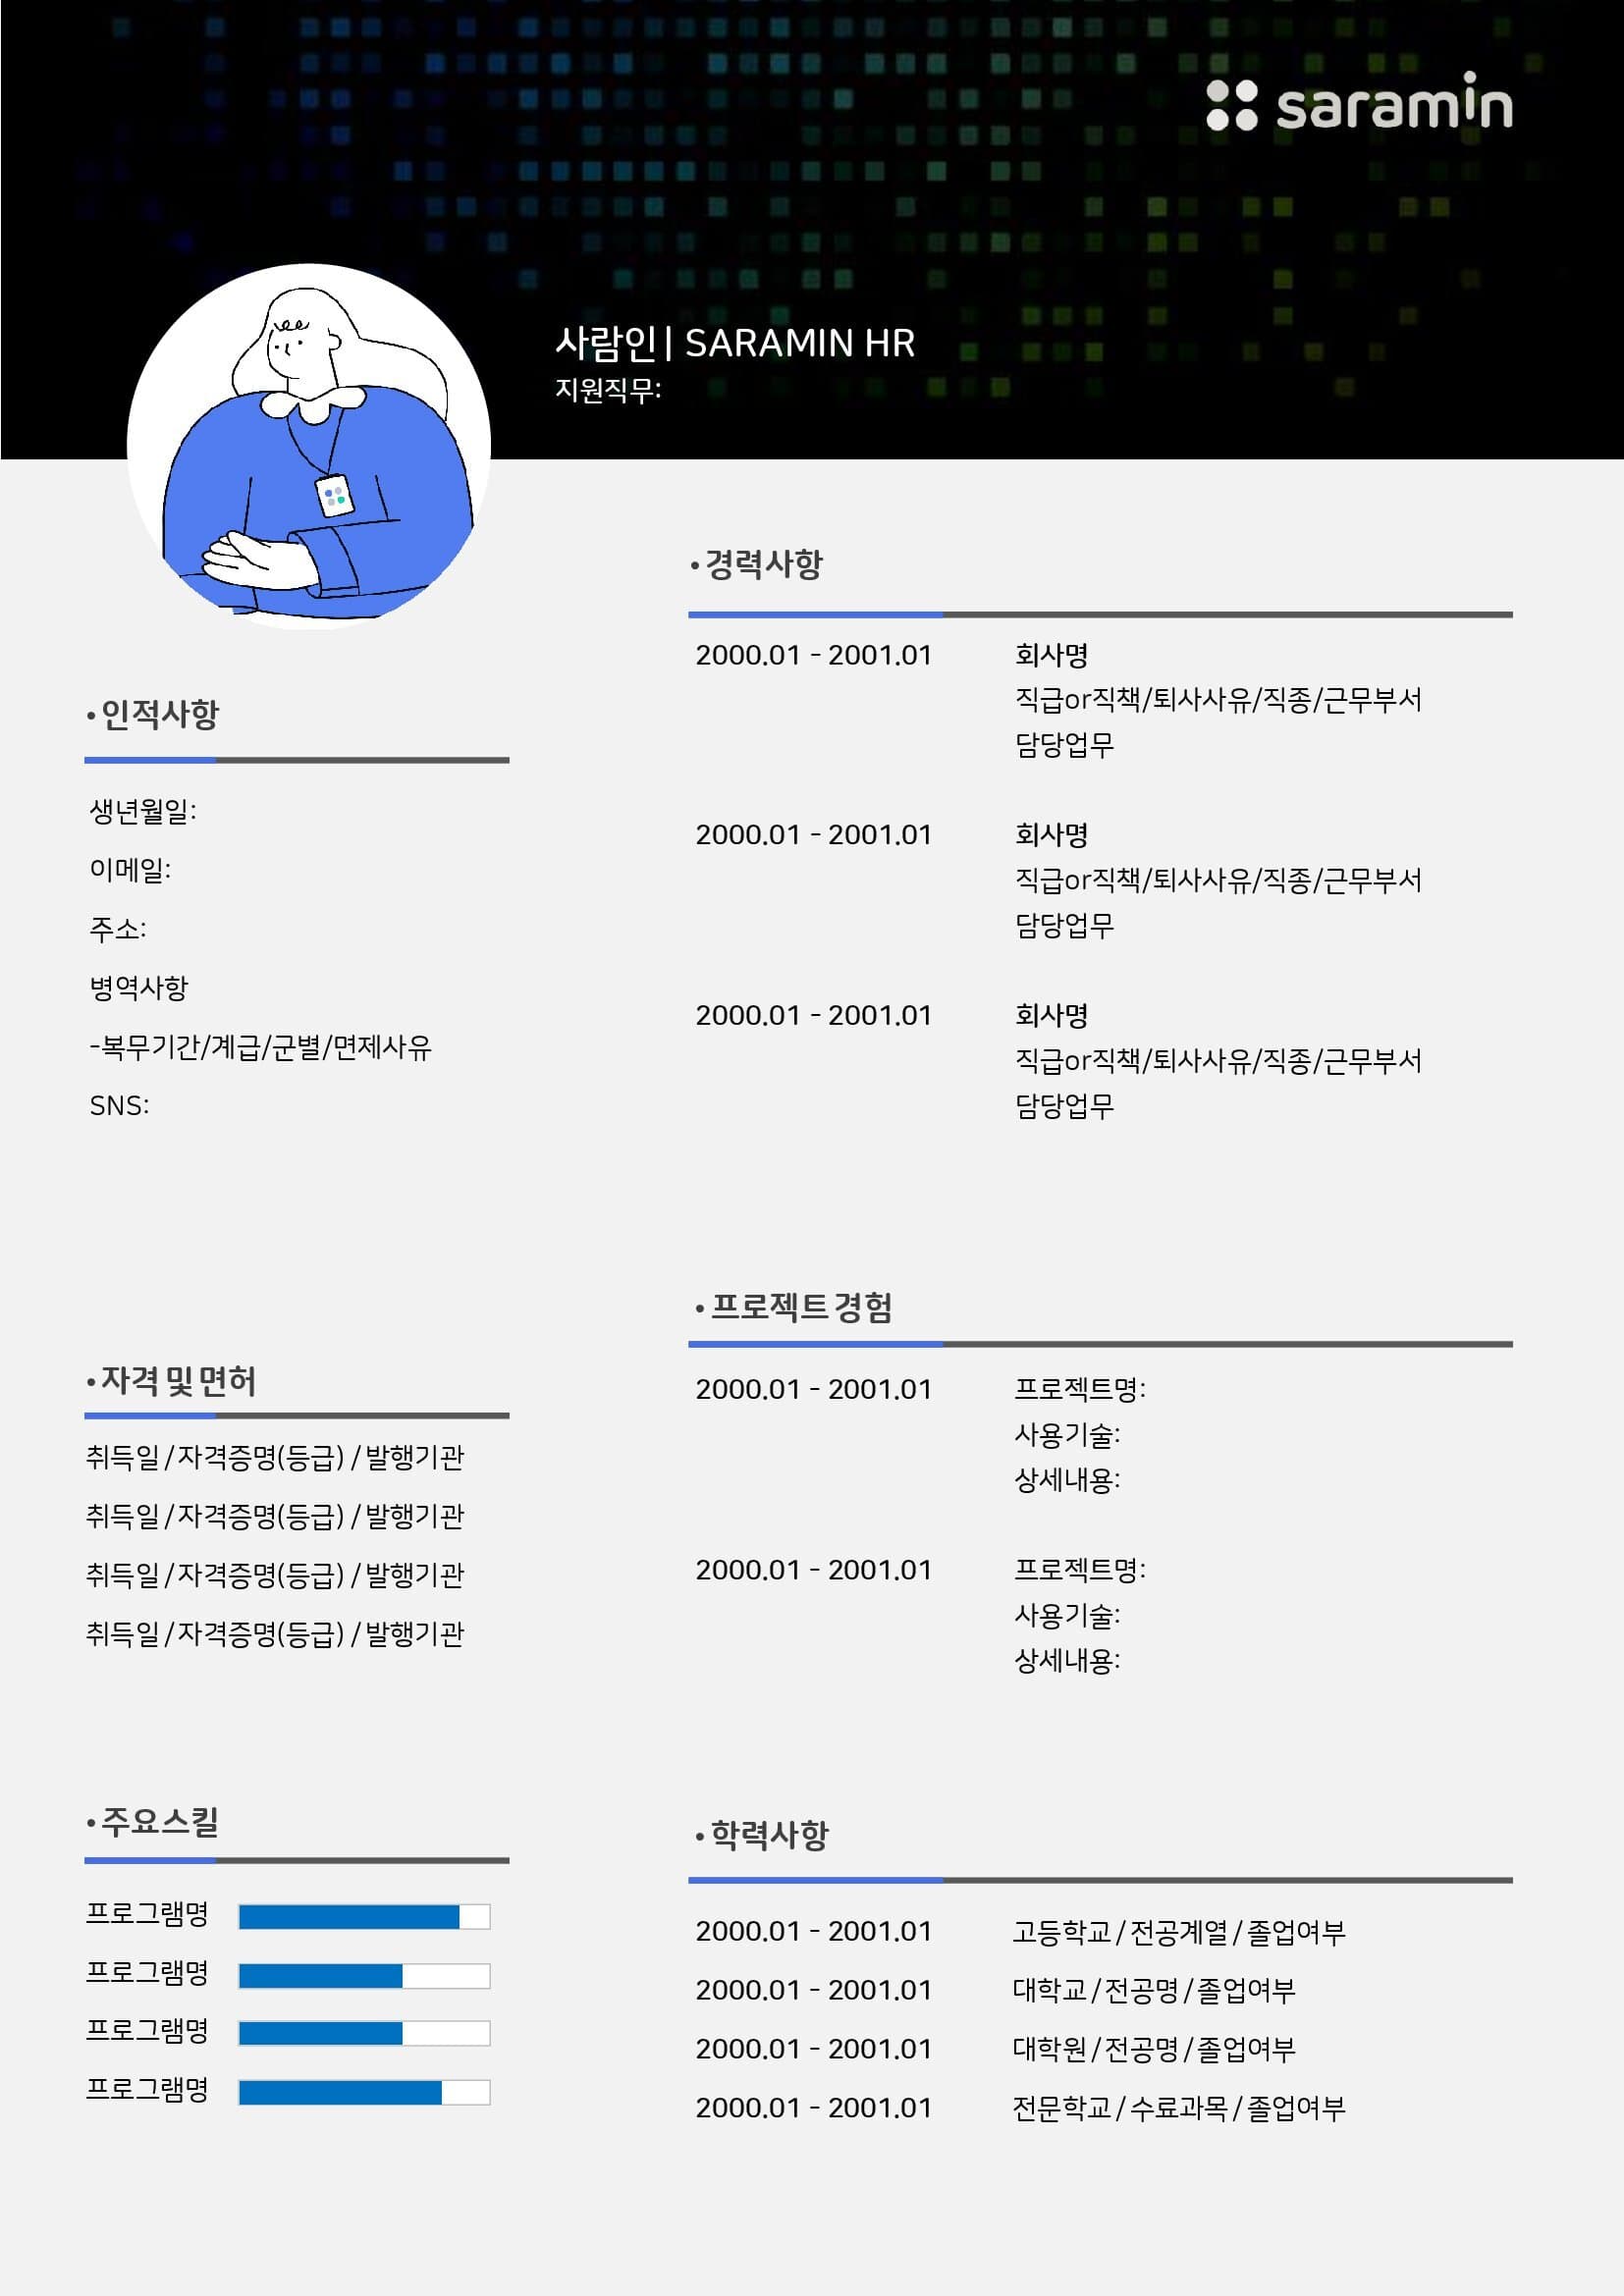 saramin
사람인| SARAMIN HR
지원직무:
•인적사항
생년월일:
이메일:
주소:
병역사항
-복무기간/계급/군별/면제사유
SNS:
•자격 및 면허
취득일 / 자격증명(등급) / 발행기관
취득일 / 자격증명(등급) / 발행기관
취득일 / 자격증명(등급) / 발행기관
취득일 / 자격증명(등급) / 발행기관
•주요스킬
프로그램명
프로그램명
프로그램명
프로그램명
•경력사항
2000.01 - 2001.01 회사명
직급or직책/퇴사사유/직종/근무부서
담당업무
2000.01 - 2001.01 회사명
직급or직책/퇴사사유/직종/근무부서
담당업무
2000.01 - 2001.01 회사명
직급or직책/퇴사사유/직종/근무부서
담당업무
•프로젝트 경험
2000.01 - 2001.01 프로젝트명:
사용기술:
상세내용:
2000.01 - 2001.01 프로젝트명:
사용기술:
상세내용:
•학력사항
2000.01 - 2001.01 고등학교 / 전공계열 / 졸업여부
2000.01 - 2001.01 대학교 / 전공명 / 졸업여부
2000.01 - 2001.01 대학원 / 전공명 / 졸업여부
2000.01 - 2001.01 전문학교 / 수료과목 / 졸업여부